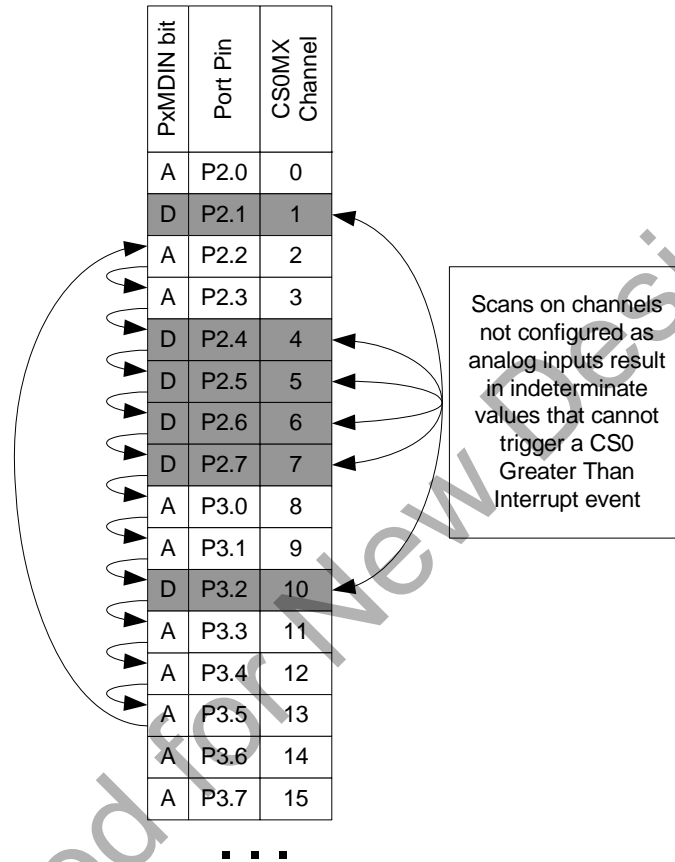 PxMDIN bit Port Pin CS0MX Channel
A P2.0 0
D P2.1 1
A P2.2 2
A P2.3 3
D P2.4 4
D P2.5 5
D P2.6 6
D P2.7 7
A P3.0 8
A P3.1 9
D P3.2 10
A P3.3 11
A P3.4 12
A P3.5 13
A P3.6 14
A P3.7 15
Scans on channels
not configured as
analog inputs result
in indeterminate
values that cannot
trigger a CS0
Greater Than
Interrupt event
for New